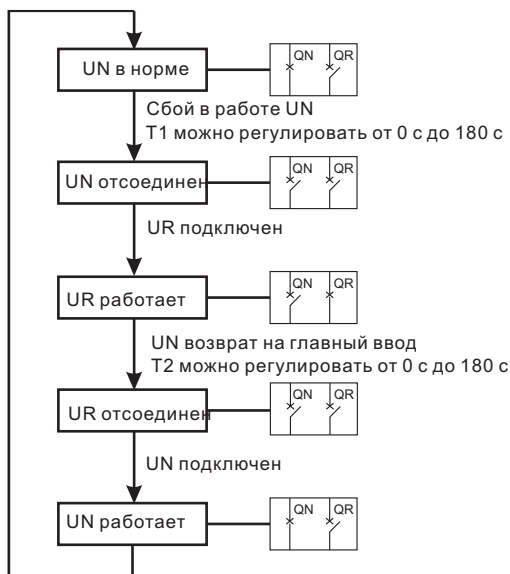 QN QR
UN в норме
Сбой в работе UN
T1 можно регулировать от 0 с до 180 с
QN QR
UN отсоединен
UR подключен
QN QR
UR работает
UN возврат на главный ввод
T2 можно регулировать от 0 с до 180 с
QN QR
UR отсоединен
UN подключен
QN QR
UN работает